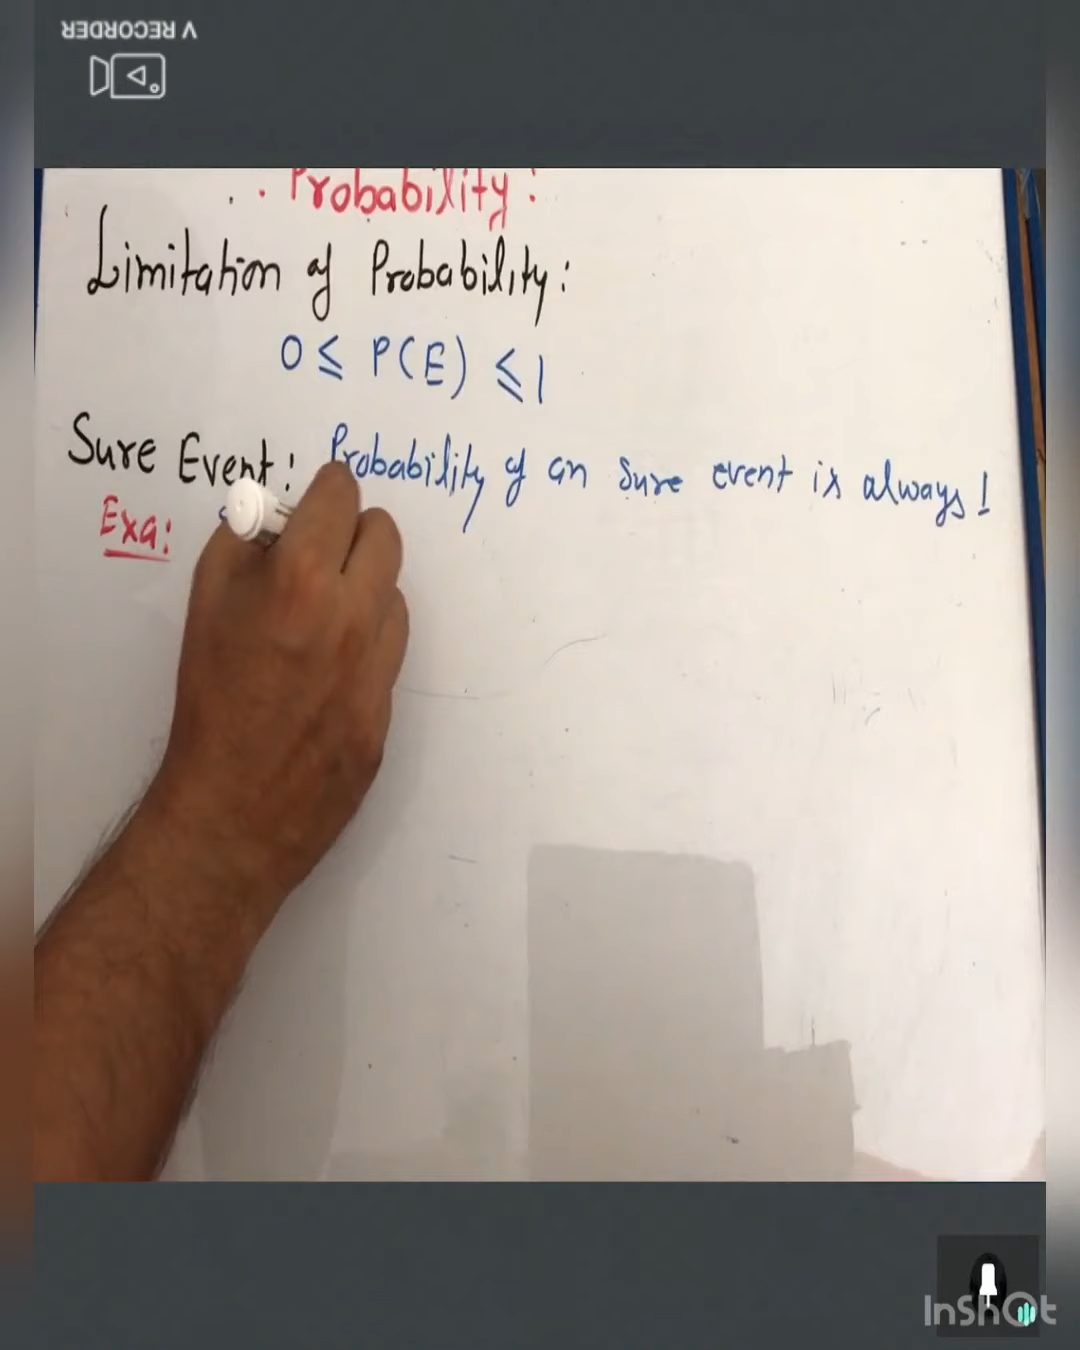 V RECORDER
Probability:
Limitation of Probability:
0 ≤ P(E) ≤ 1
Sure Event: Probability of an Sure event is always 1
Exa:
InShOt